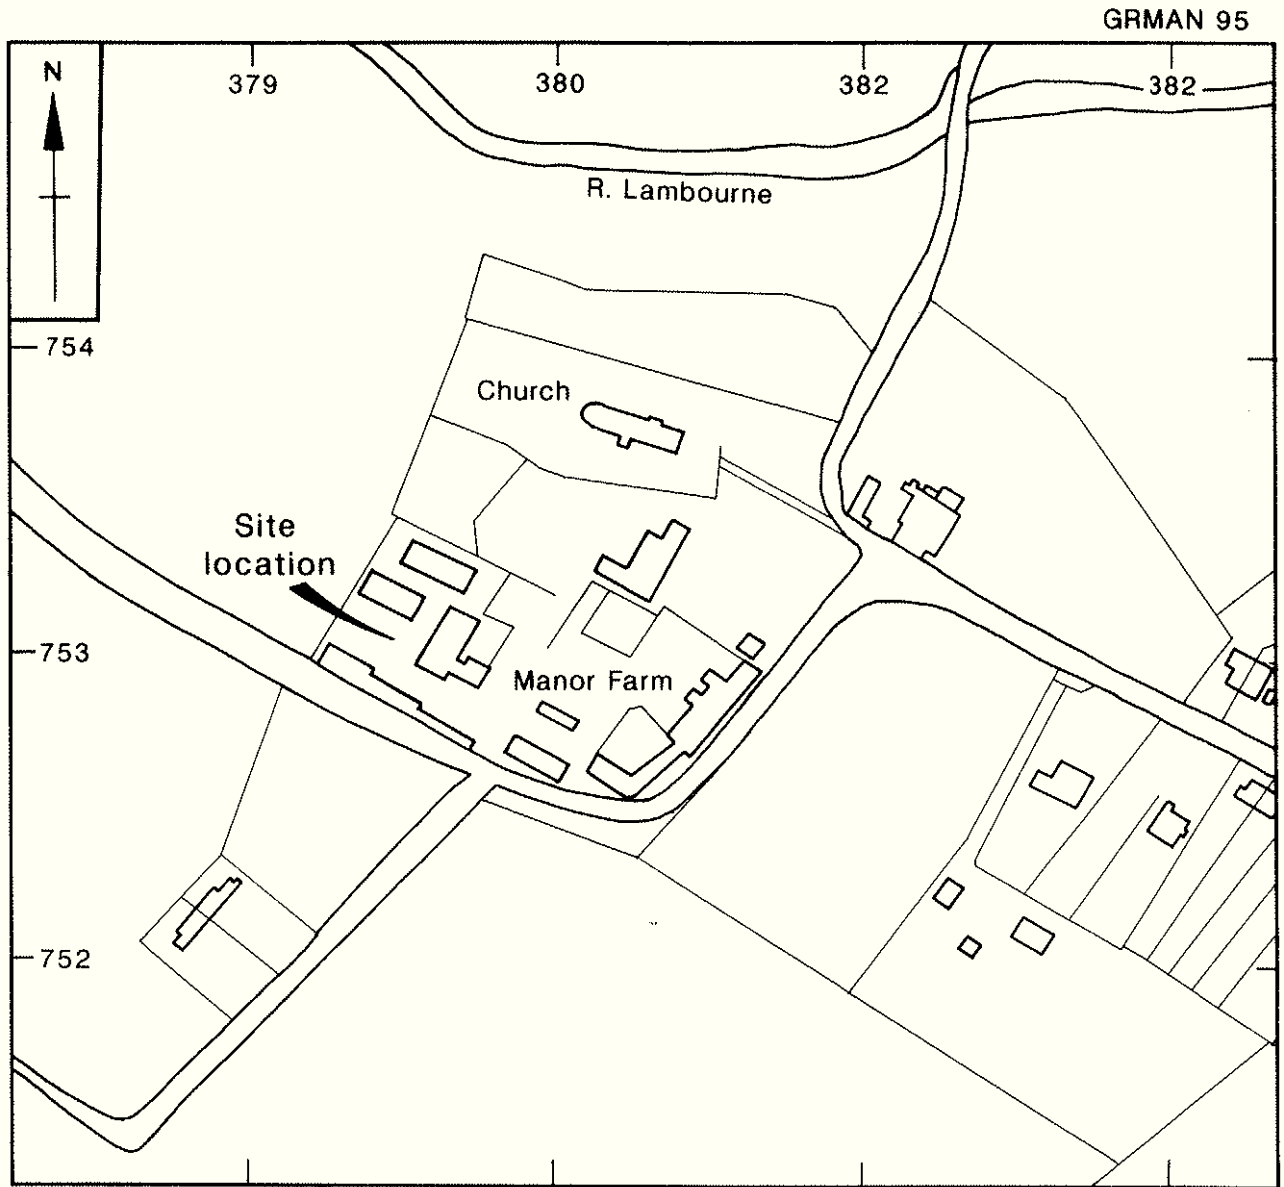 GRMAN 95
N
379
380
382
382
R. Lambourne
754
Church
Site
location
753
Manor Farm
752